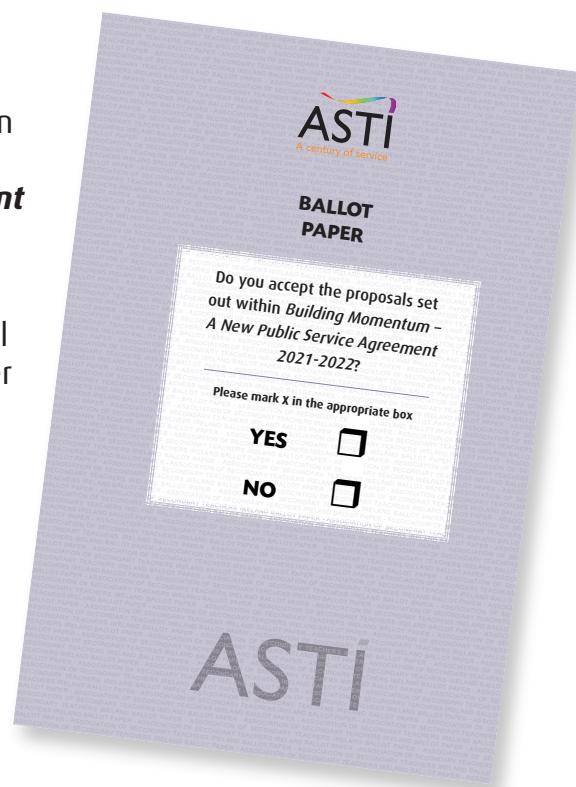 n
nt
l
r
ASTI
A century of service
BALLOT
PAPER
Do you accept the proposals set
out within Building Momentum –
A New Public Service Agreement
2021-2022?
Please mark X in the appropriate box
YES
NO
ASTI